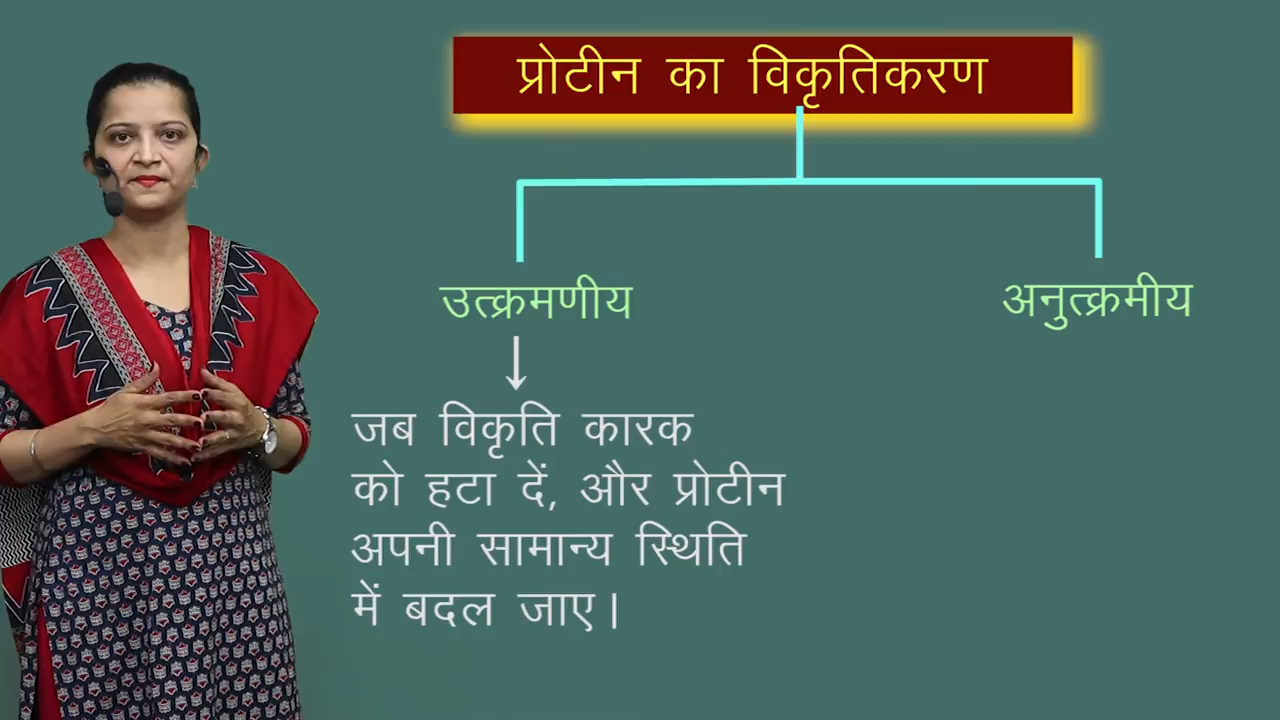 प्रोटीन का विकृतिकरण
उत्क्रमणीय
अनुत्क्रमीय
जब विकृति कारक
को हटा दें, और प्रोटीन
अपनी सामान्य स्थिति
में बदल जाए।